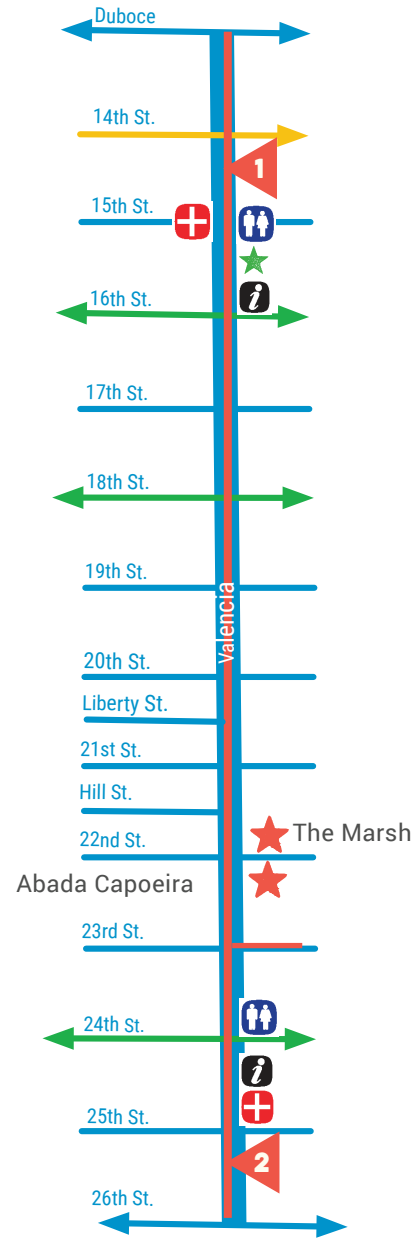 Duboce
14th St.
1
15th St.
i
16th St.
17th St.
18th St.
19th St.
Valencia
20th St.
Liberty St.
21st St.
Hill St.
The Marsh
22nd St.
Abada Capoeira
23rd St.
24th St.
i
25th St.
2
26th St.